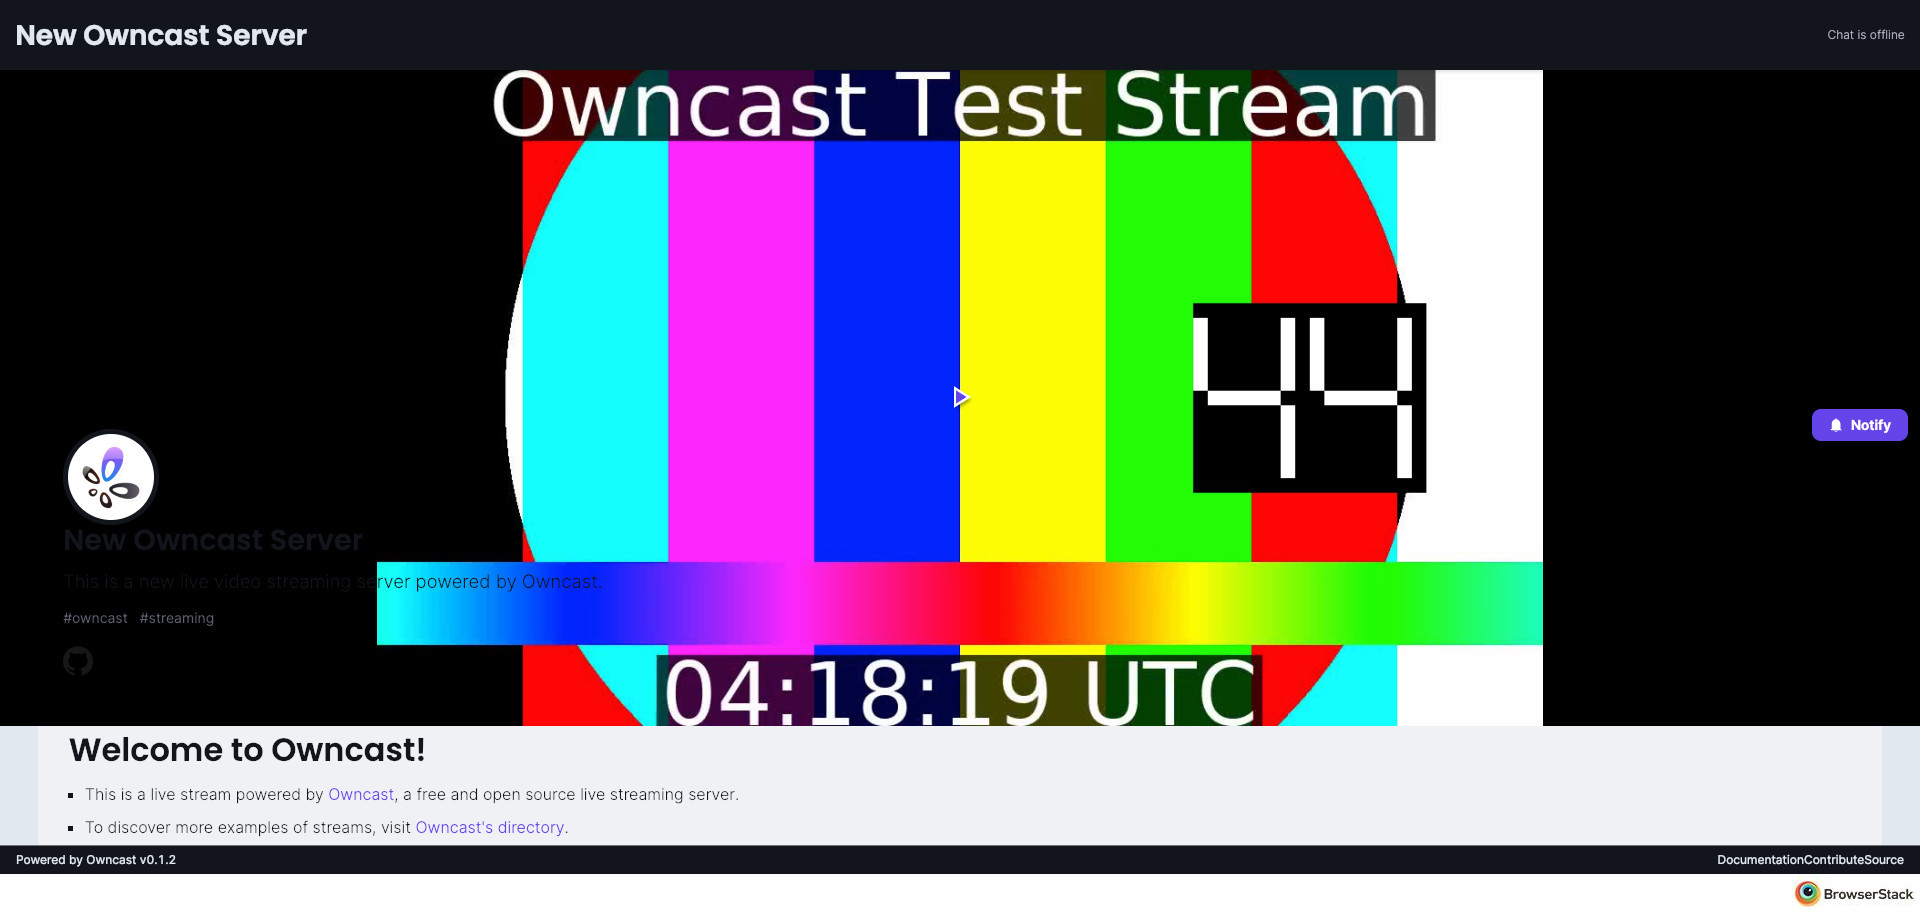 New Owncast Server
Chat is offline
Owncast Test Stream
44
Notify
New Owncast Server
This is a new live video streaming server powered by Owncast.
#owncast #streaming
04:18:19 UTC
Welcome to Owncast!
This is a live stream powered by Owncast, a free and open source live streaming server.
To discover more examples of streams, visit Owncast's directory.
Powered by Owncast v0.1.2
DocumentationContributeSource
BrowserStack